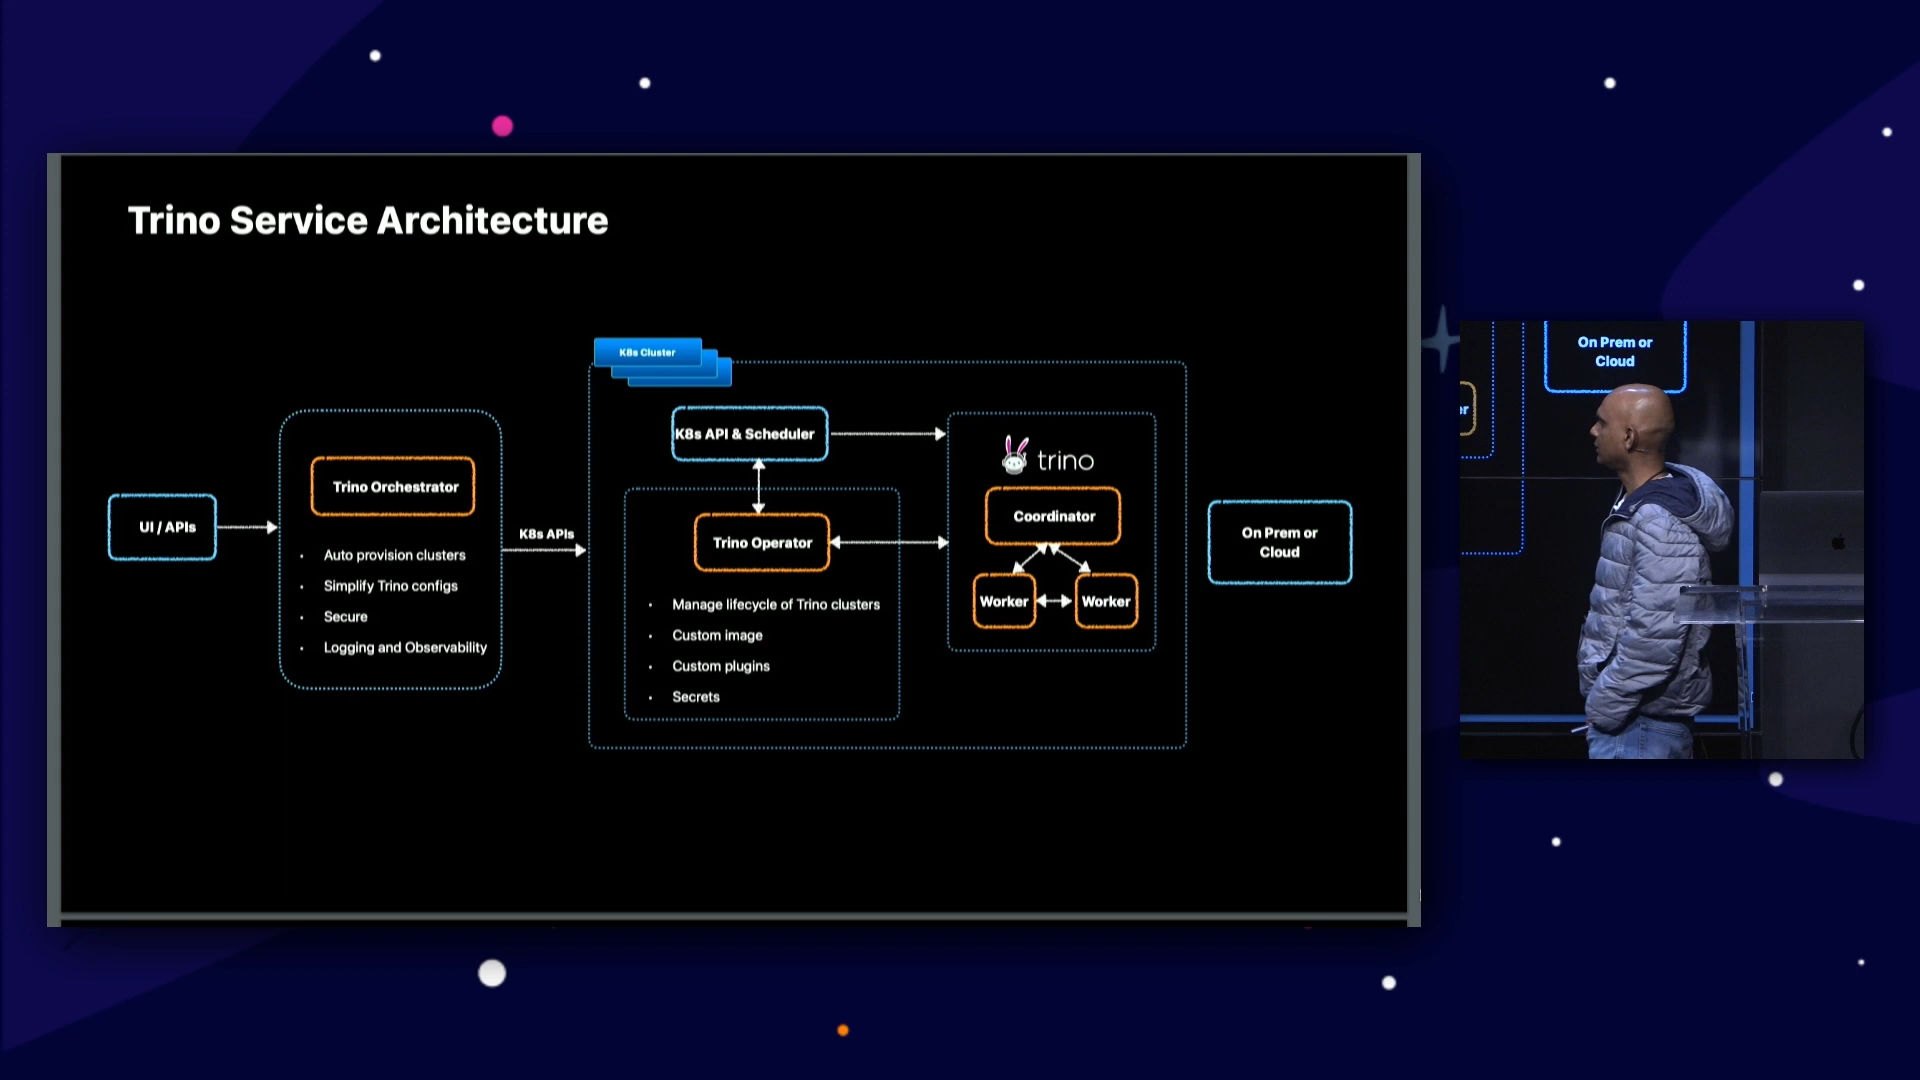 Trino Service Architecture
K8s Cluster
K8s API & Scheduler
trino
Trino Orchestrator
UI / APIs
Auto provision clusters
Simplify Trino configs
Secure
Logging and Observability
K8s APIs
Trino Operator
Manage lifecycle of Trino clusters
Custom image
Custom plugins
Secrets
Coordinator
Worker
Worker
On Prem or
Cloud
On Prem or
Cloud